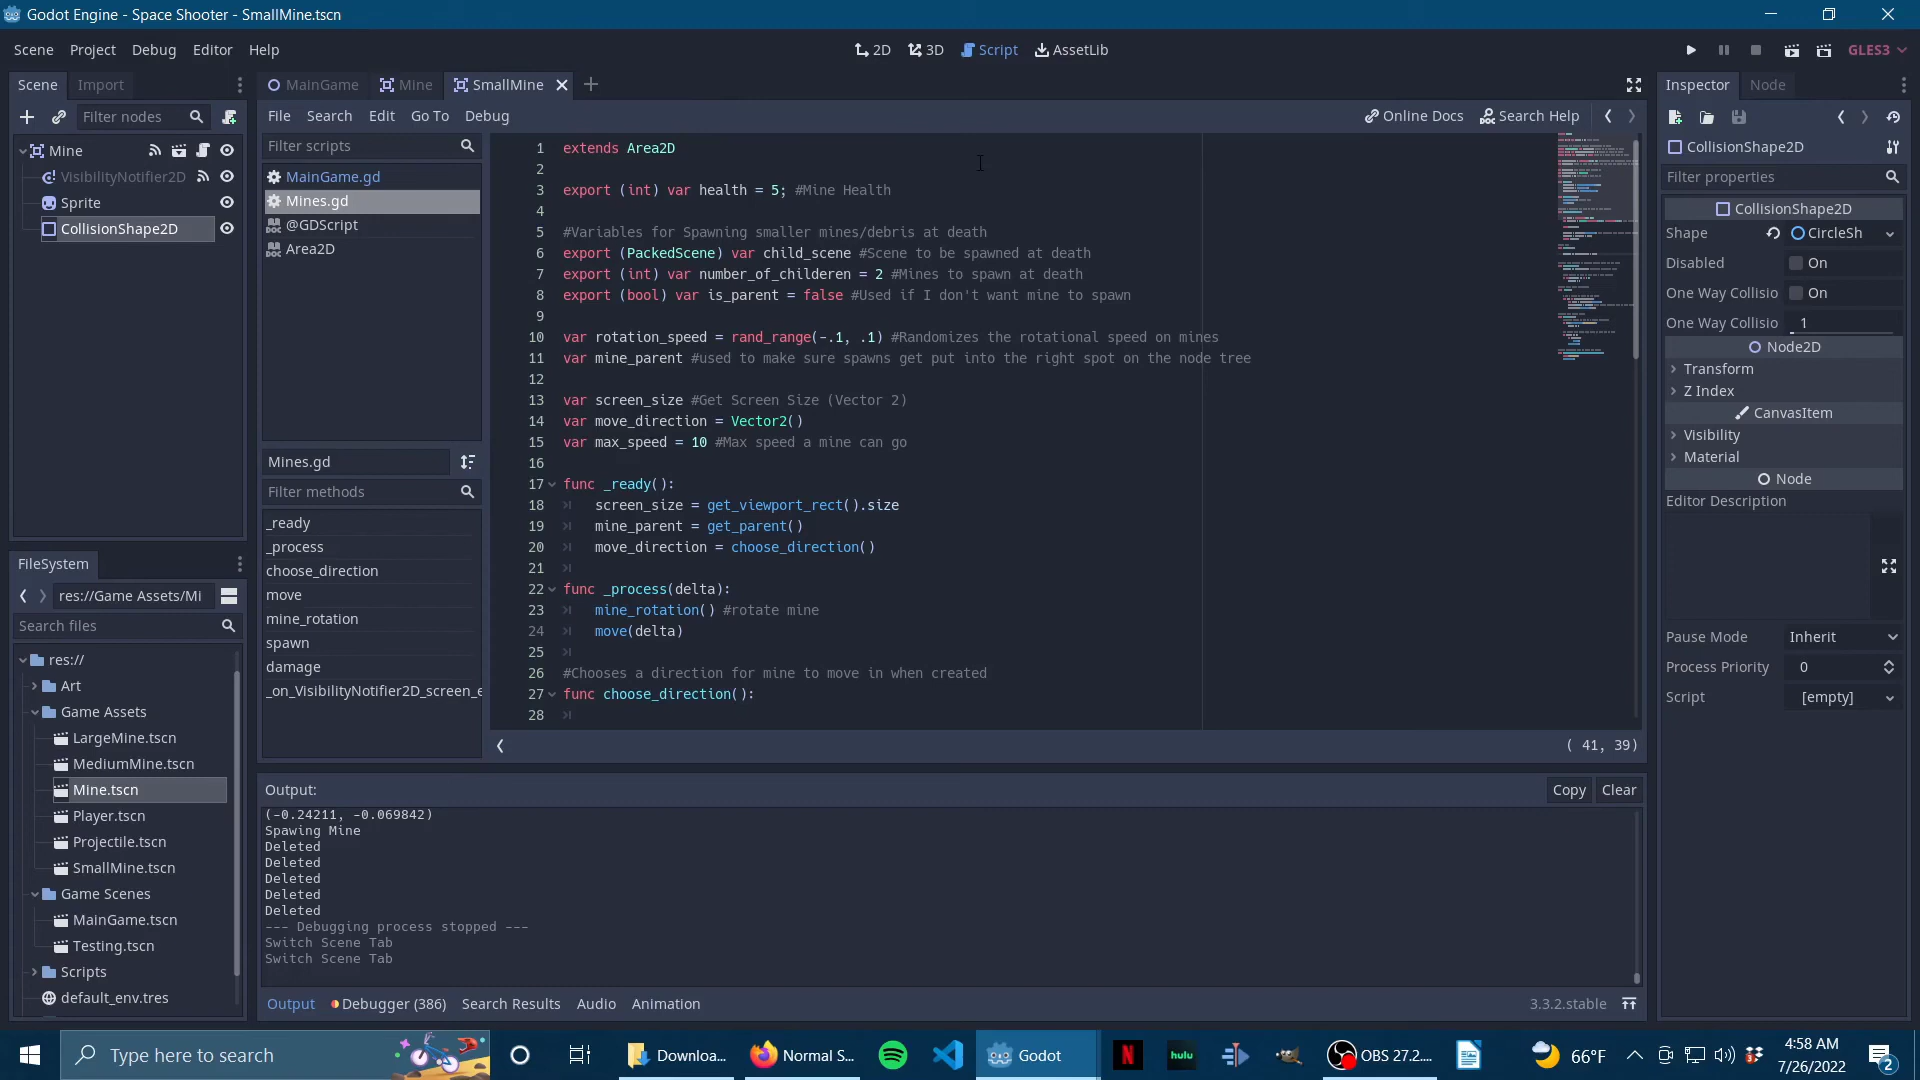 Godot Engine - Space Shooter - SmallMine.tscn
Scene Project Debug Editor Help
2D 3D Script AssetLib
GLES3
Scene Import
MainGame Mine SmallMine
Inspector Node
Filter nodes
File Search Edit Go To Debug
Online Docs Search Help
Mine
VisibilityNotifier2D
Sprite
CollisionShape2D
Filter scripts
MainGame.gd
Mines.gd
@GDScript
Area2D
Mines.gd
Filter methods
_ready
_process
choose_direction
move
mine_rotation
spawn
damage
_on_VisibilityNotifier2D_screen_e
1 extends Area2D
2
3 export (int) var health = 5; #Mine Health
4
5 #Variables for Spawning smaller mines/debris at death
6 export (PackedScene) var child_scene #Scene to be spawned at death
7 export (int) var number_of_childeren = 2 #Mines to spawn at death
8 export (bool) var is_parent = false #Used if I don't want mine to spawn
9
10 var rotation_speed = rand_range(-.1, .1) #Randomizes the rotational speed on mines
11 var mine_parent #used to make sure spawns get put into the right spot on the node tree
12
13 var screen_size #Get Screen Size (Vector 2)
14 var move_direction = Vector2()
15 var max_speed = 10 #Max speed a mine can go
16
17 func _ready():
18 screen_size = get_viewport_rect().size
19 mine_parent = get_parent()
20 move_direction = choose_direction()
21
22 func _process(delta):
23 mine_rotation() #rotate mine
24 move(delta)
25
26 #Chooses a direction for mine to move in when created
27 func choose_direction():
28
( 41, 39)
CollisionShape2D
Filter properties
CollisionShape2D
Shape CircleSh
Disabled On
One Way Collisio On
One Way Collisio 1
Node2D
Transform
Z Index
CanvasItem
Visibility
Material
Node
Editor Description
Pause Mode Inherit
Process Priority 0
Script [empty]
FileSystem
res://Game Assets/Mi
Search files
res://
Art
Game Assets
LargeMine.tscn
MediumMine.tscn
Mine.tscn
Player.tscn
Projectile.tscn
SmallMine.tscn
Game Scenes
MainGame.tscn
Testing.tscn
Scripts
default_env.tres
Output: Copy Clear
(-0.24211, -0.069842)
Spawing Mine
Deleted
Deleted
Deleted
Deleted
Deleted
--- Debugging process stopped ---
Switch Scene Tab
Switch Scene Tab
Output Debugger (386) Search Results Audio Animation 3.3.2.stable
Type here to search
Downloa... Normal S... Godot N hulu OBS 27.2.... 66°F
4:58 AM
7/26/2022
2